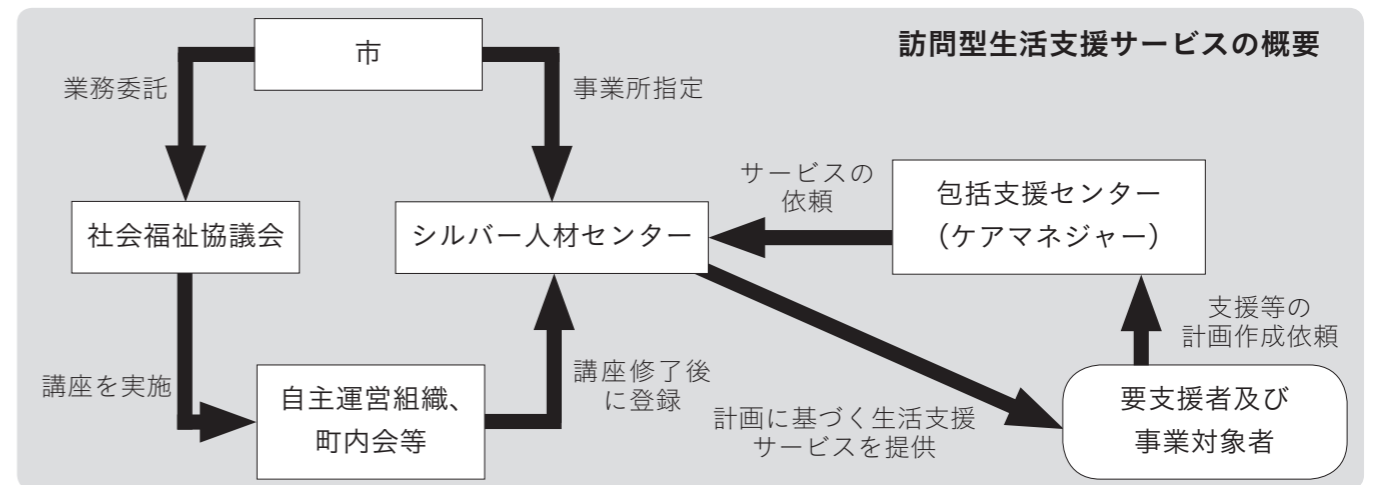 訪問型生活支援サービスの概要
市
業務委託
事業所指定
社会福祉協議会
シルバー人材センター
サービスの
依頼
包括支援センター
（ケアマネジャー）
講座を実施
自主運営組織、
町内会等
講座修了後
に登録
計画に基づく生活支援
サービスを提供
支援等の
計画作成依頼
要支援者及び
事業対象者